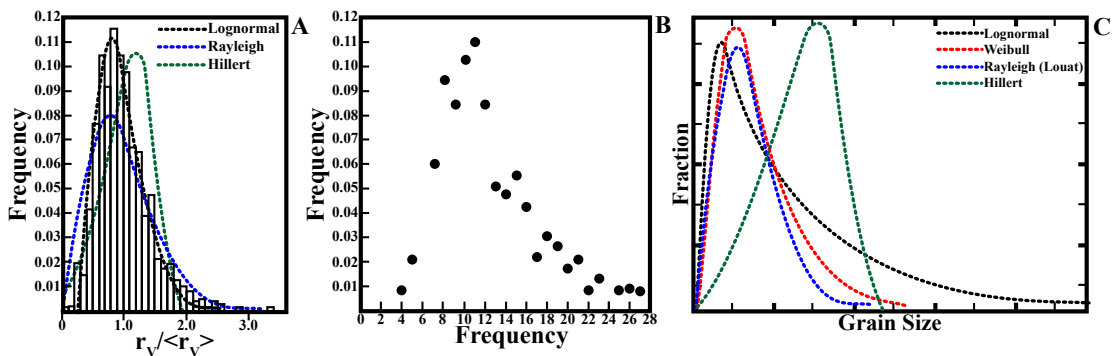 A
Lognormal
Rayleigh
Hillert
Frequency
0.12
0.11
0.10
0.09
0.08
0.07
0.06
0.05
0.04
0.03
0.02
0.01
0 1.0 2.0 3.0
r_V/<r_V>
B
Frequency
0.12
0.11
0.10
0.09
0.08
0.07
0.06
0.05
0.04
0.03
0.02
0.01
0 2 4 6 8 10 12 14 16 18 20 22 24 26 28
Frequency
C
Lognormal
Weibull
Rayleigh (Louat)
Hillert
Fraction
Grain Size